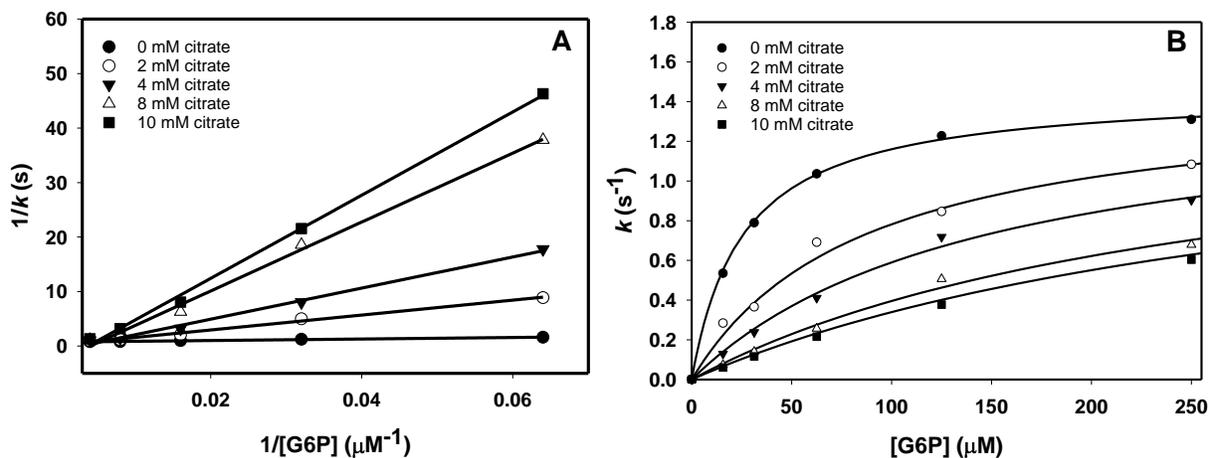 A
60
50
40
30
20
10
0
1/k (s)
0 mM citrate
2 mM citrate
4 mM citrate
8 mM citrate
10 mM citrate
0.02
0.04
0.06
1/[G6P] (μM⁻¹)
B
1.8
1.6
1.4
1.2
1.0
0.8
0.6
0.4
0.2
0.0
k (s⁻¹)
0 mM citrate
2 mM citrate
4 mM citrate
8 mM citrate
10 mM citrate
0
50
100
150
200
250
[G6P] (μM)